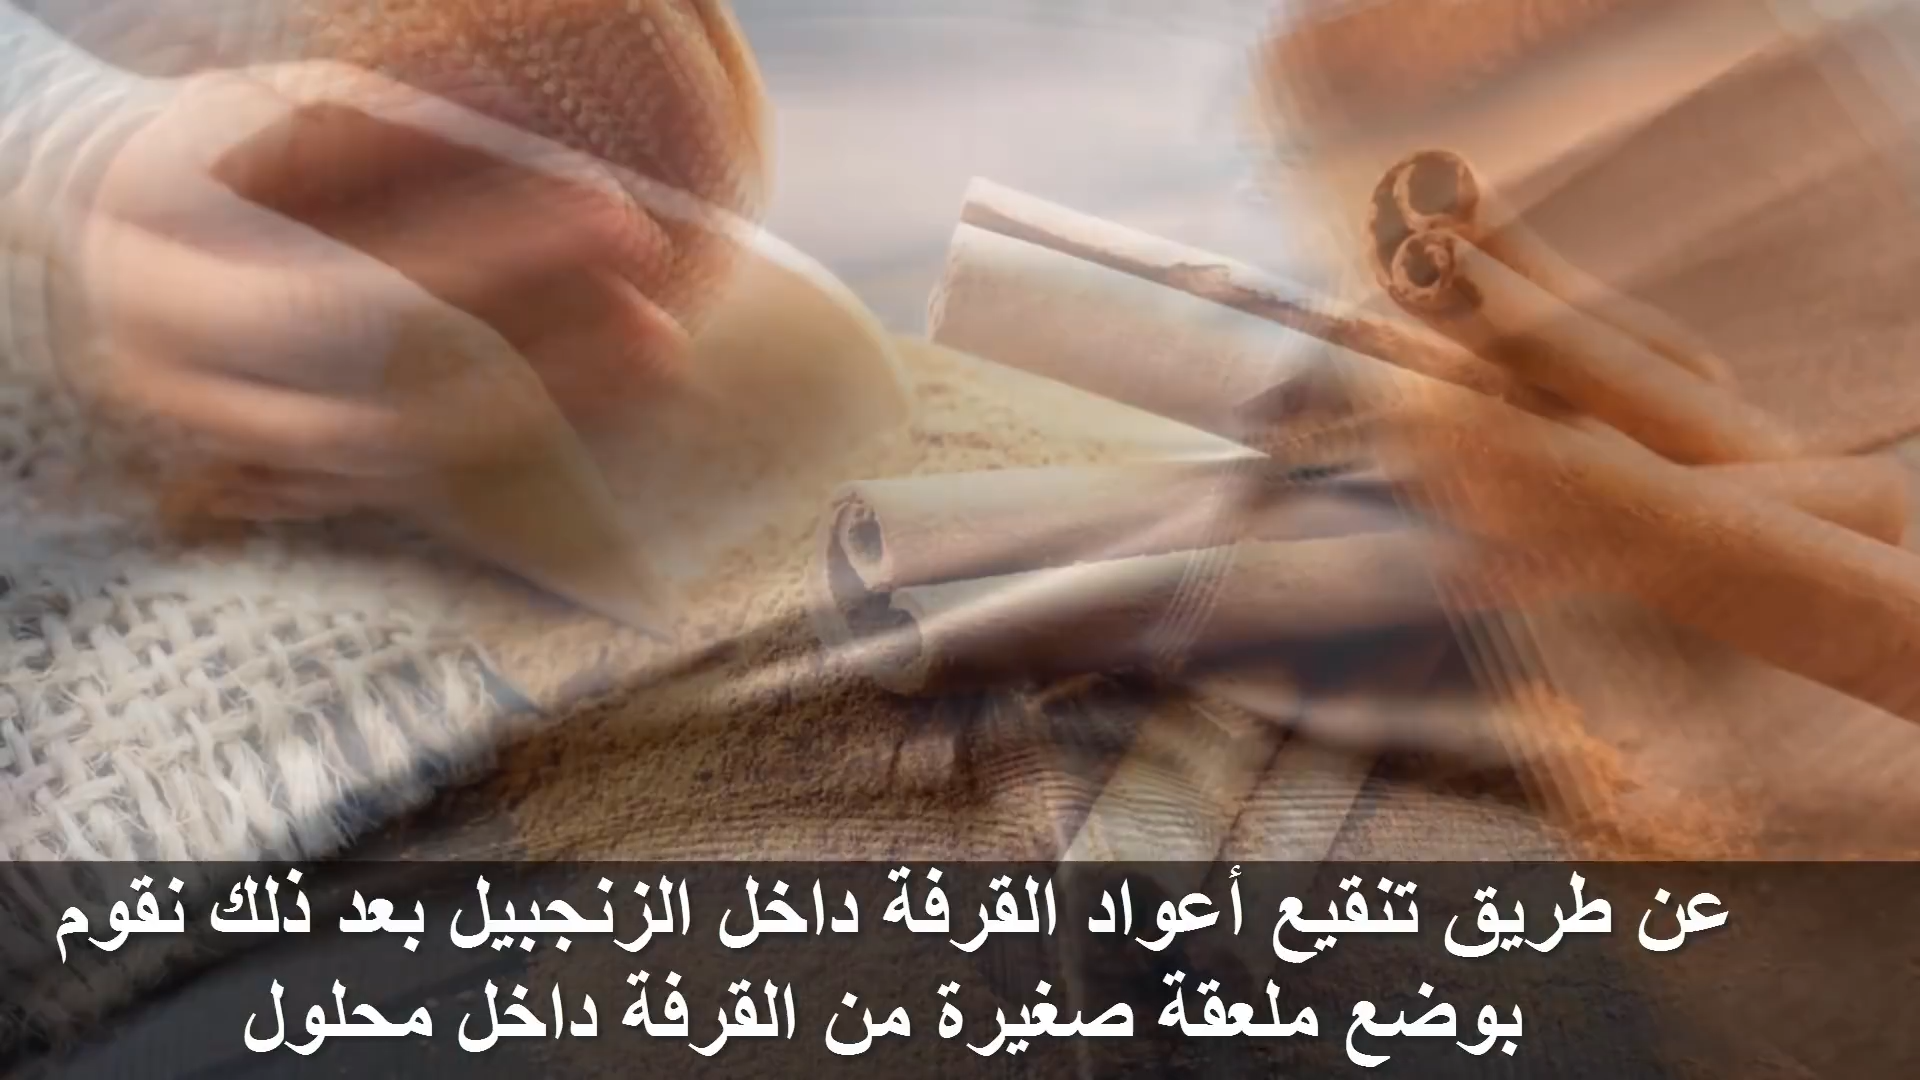 عن طريق تنقيع أعواد القرفة داخل الزنجبيل بعد ذلك نقوم
بوضع ملعقة صغيرة من القرفة داخل محلول